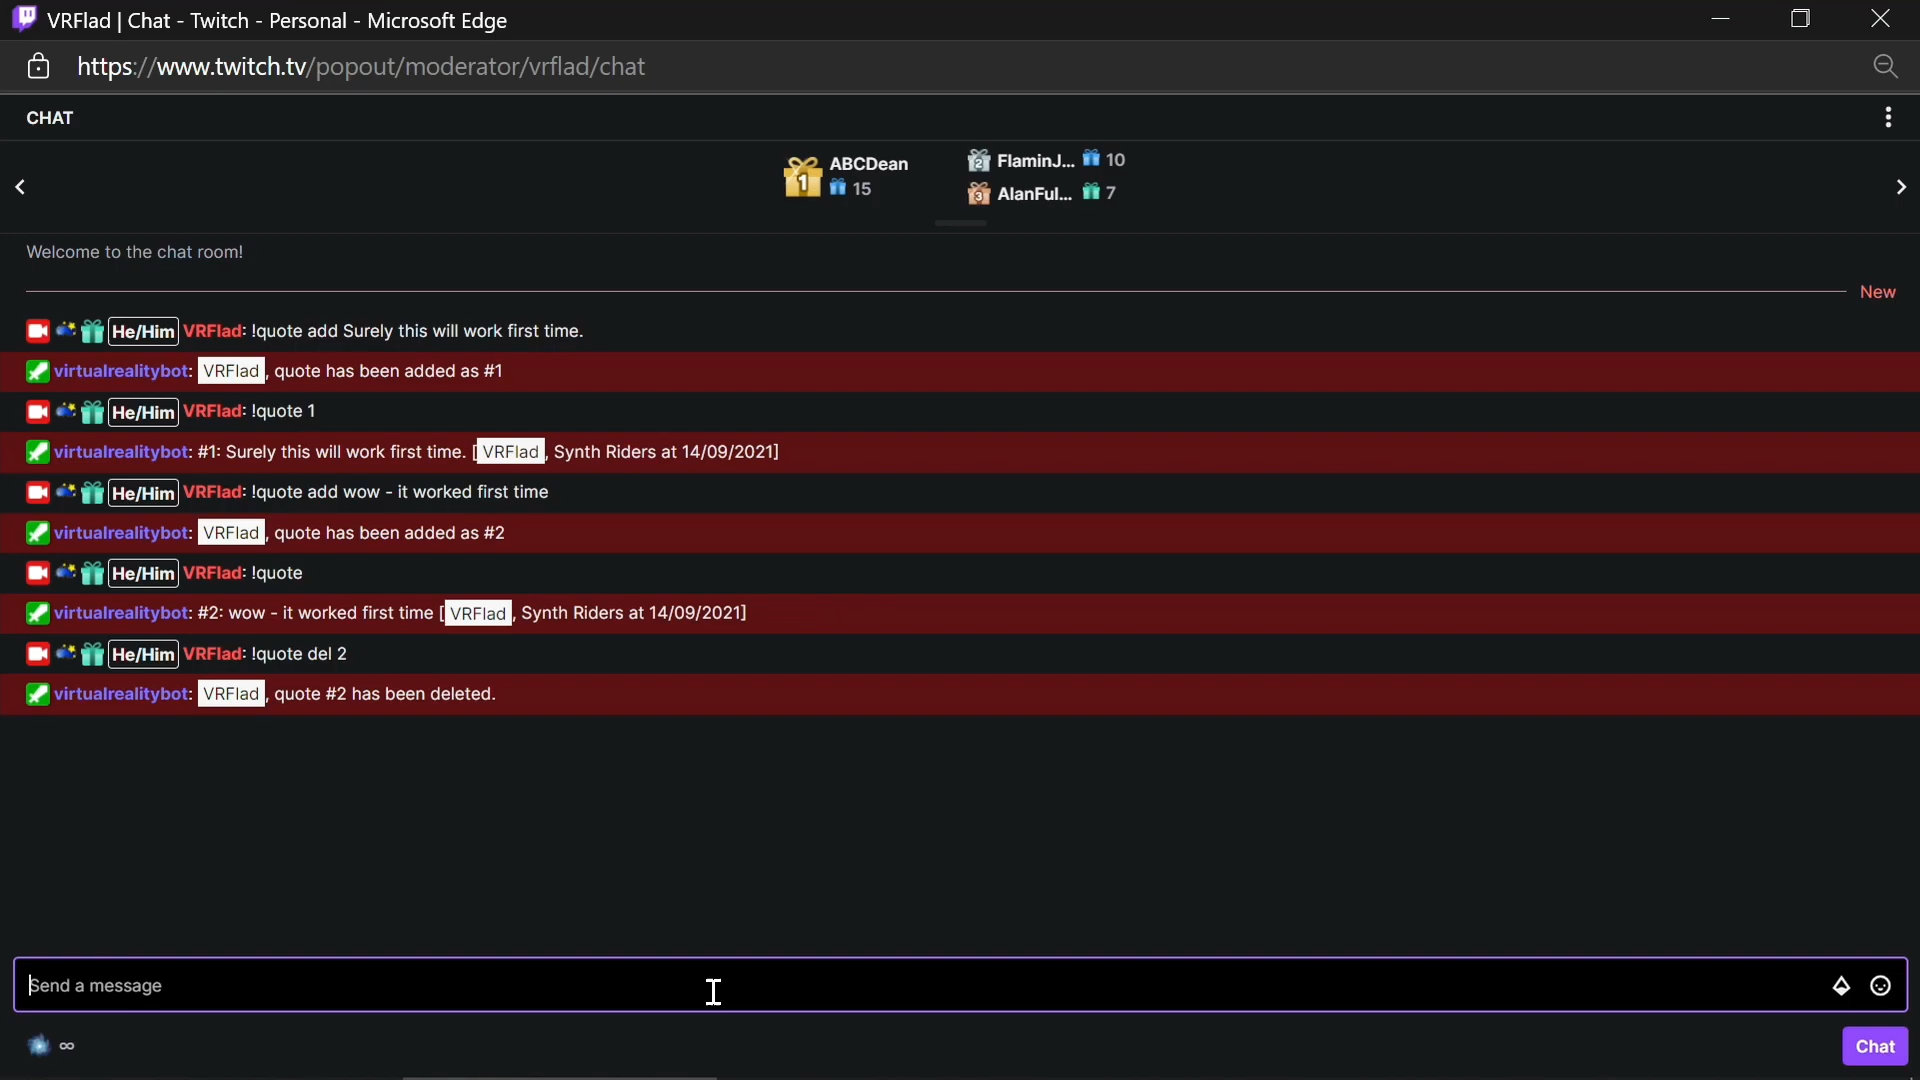 VRFlad | Chat - Twitch - Personal - Microsoft Edge
https://www.twitch.tv/popout/moderator/vrflad/chat
CHAT
1 ABCDean 15
2 FlaminJ... 10
3 AlanFul... 7
Welcome to the chat room!
New
He/Him VRFlad: !quote add Surely this will work first time.
virtualrealitybot: VRFlad, quote has been added as #1
He/Him VRFlad: !quote 1
virtualrealitybot: #1: Surely this will work first time. [ VRFlad, Synth Riders at 14/09/2021]
He/Him VRFlad: !quote add wow - it worked first time
virtualrealitybot: VRFlad, quote has been added as #2
He/Him VRFlad: !quote
virtualrealitybot: #2: wow - it worked first time [ VRFlad, Synth Riders at 14/09/2021]
He/Him VRFlad: !quote del 2
virtualrealitybot: VRFlad, quote #2 has been deleted.
Send a message
∞
Chat